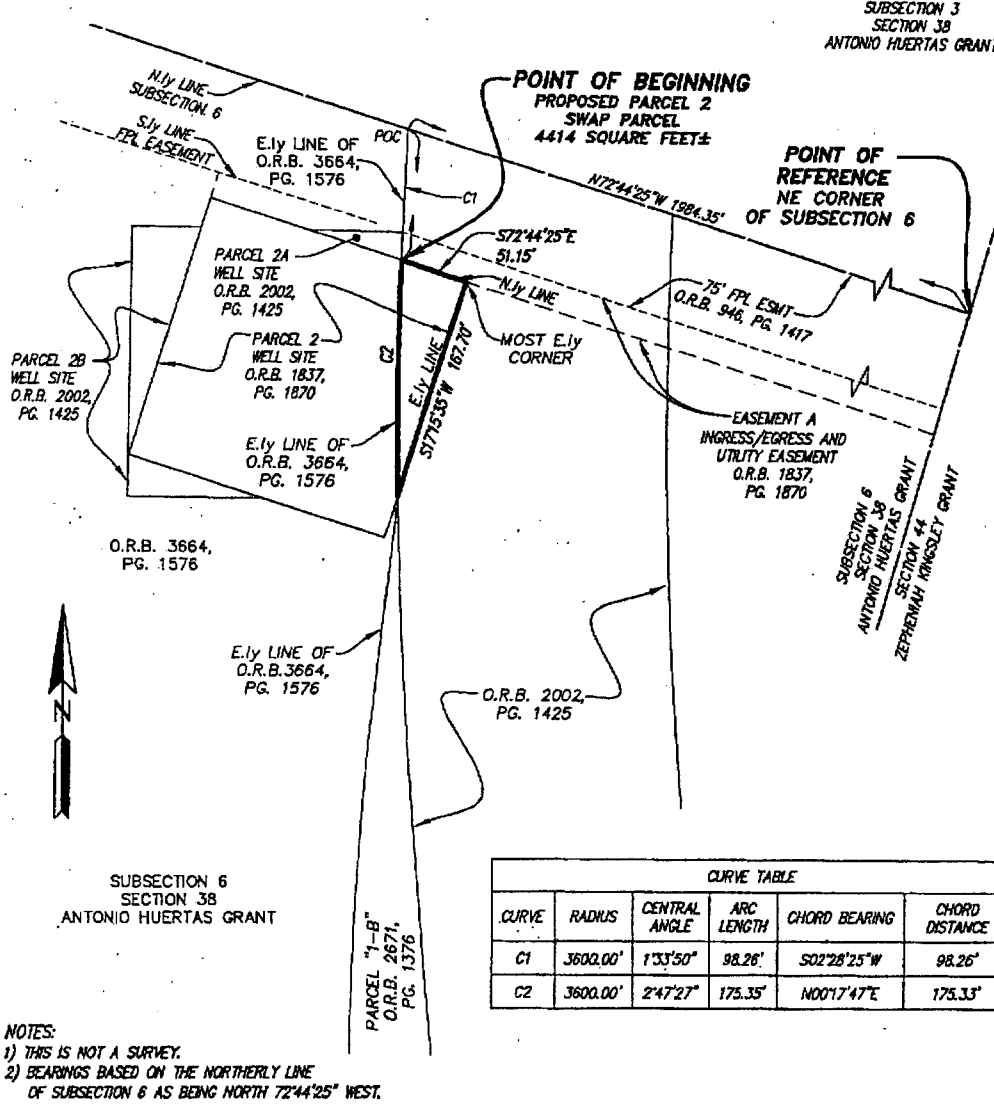 SUBSECTION 3
SECTION 38
ANTONIO HUERTAS GRANT
N.ly LINE
SUBSECTION 6
S.ly LINE
FPL EASEMENT
E.ly LINE OF
O.R.B. 3664,
PG. 1576
POC
C1
POINT OF BEGINNING
PROPOSED PARCEL 2
SWAP PARCEL
4414 SQUARE FEET±
N72°44'25"W 1984.35'
POINT OF
REFERENCE
NE CORNER
OF SUBSECTION 6
S72°44'25"E
51.15'
N.ly LINE
75' FPL ESMT
O.R.B. 946, PG. 1417
PARCEL 2A
WELL SITE
O.R.B. 2002,
PG. 1425
PARCEL 2
WELL SITE
O.R.B. 1837,
PG. 1870
PARCEL 2B
WELL SITE
O.R.B. 2002,
PG. 1425
C2
E.ly LINE
S17°15'35"W 167.70'
MOST E.ly
CORNER
E.ly LINE OF
O.R.B. 3664,
PG. 1576
EASEMENT A
INGRESS/EGRESS AND
UTILITY EASEMENT
O.R.B. 1837,
PG. 1870
SUBSECTION 6
SECTION 38
ANTONIO HUERTAS GRANT
SECTION 44
ZEPHENIAH KINGSLEY GRANT
O.R.B. 3664,
PG. 1576
E.ly LINE OF
O.R.B.3664,
PG. 1576
N
O.R.B. 2002,
PG. 1425
SUBSECTION 6
SECTION 38
ANTONIO HUERTAS GRANT
PARCEL "1-B"
O.R.B. 2671,
PG. 1376
CURVE TABLE
CURVE RADIUS CENTRAL ANGLE ARC LENGTH CHORD BEARING CHORD DISTANCE
C1 3600.00' 1°33'50" 98.26' S02°28'25"W 98.26'
C2 3600.00' 2°47'27" 175.35' N00°17'47"E 175.33'
NOTES:
1) THIS IS NOT A SURVEY.
2) BEARINGS BASED ON THE NORTHERLY LINE
OF SUBSECTION 6 AS BEING NORTH 72°44'25" WEST.